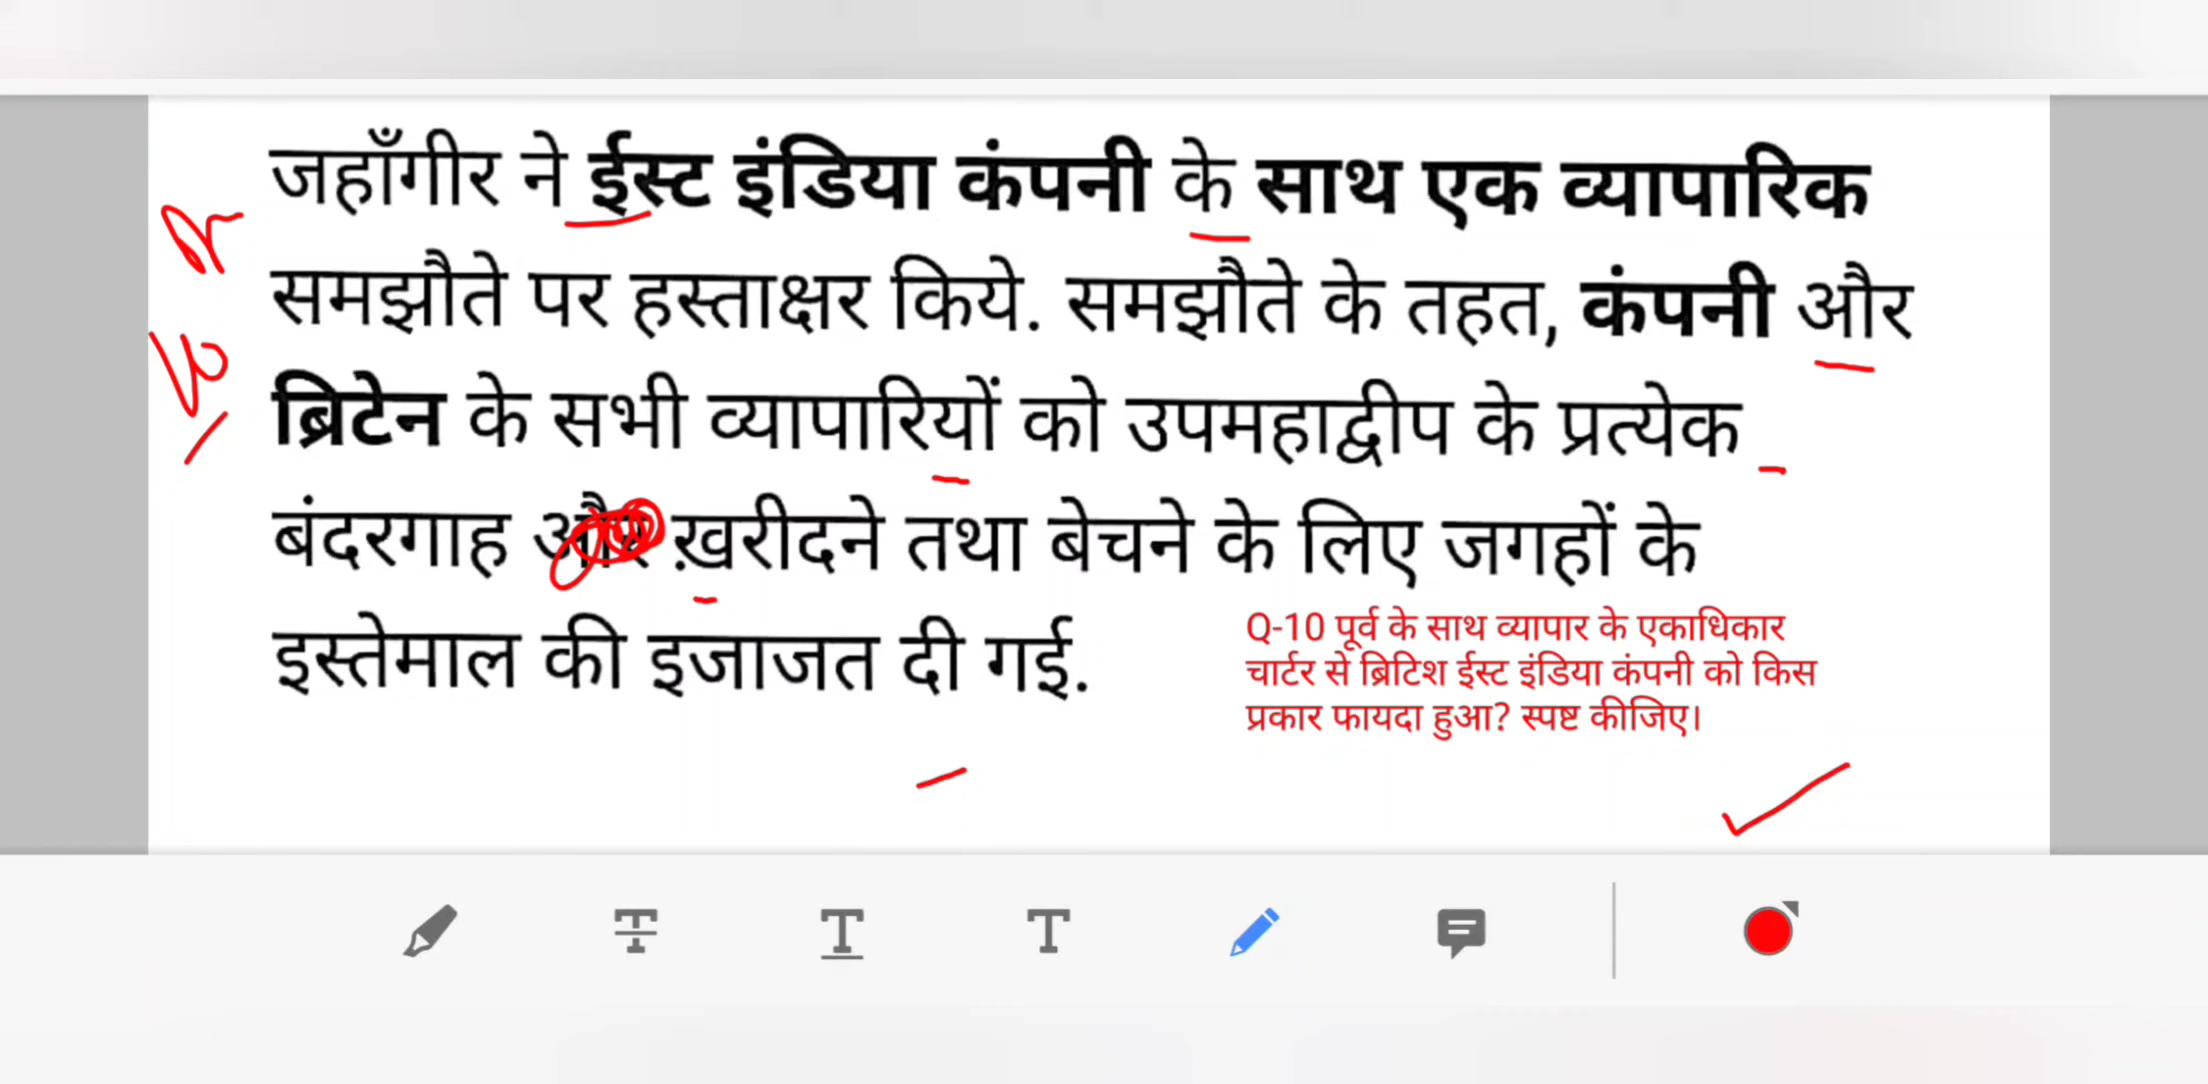 जहाँगीर ने ईस्ट इंडिया कंपनी के साथ एक व्यापारिक
समझौते पर हस्ताक्षर किये. समझौते के तहत, कंपनी और
ब्रिटेन के सभी व्यापारियों को उपमहाद्वीप के प्रत्येक
बंदरगाह और ख़रीदने तथा बेचने के लिए जगहों के
इस्तेमाल की इजाजत दी गई.
Q-10 पूर्व के साथ व्यापार के एकाधिकार
चार्टर से ब्रिटिश ईस्ट इंडिया कंपनी को किस
प्रकार फायदा हुआ? स्पष्ट कीजिए।